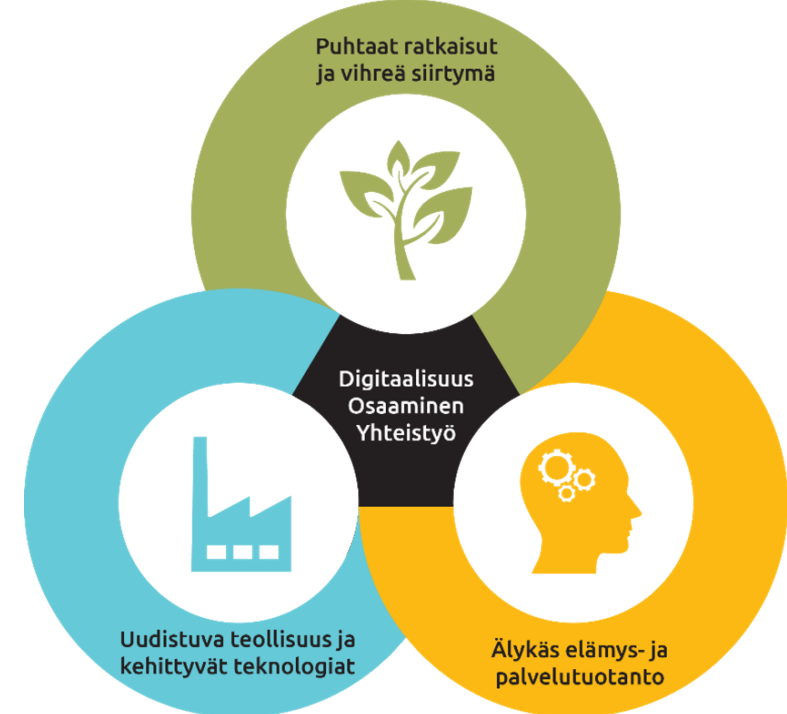 Puhtaat ratkaisut
ja vihreä siirtymä
Digitaalisuus
Osaaminen
Yhteistyö
Uudistuva teollisuus ja
kehittyvät teknologiat
Älykäs elämys- ja
palvelutuotanto